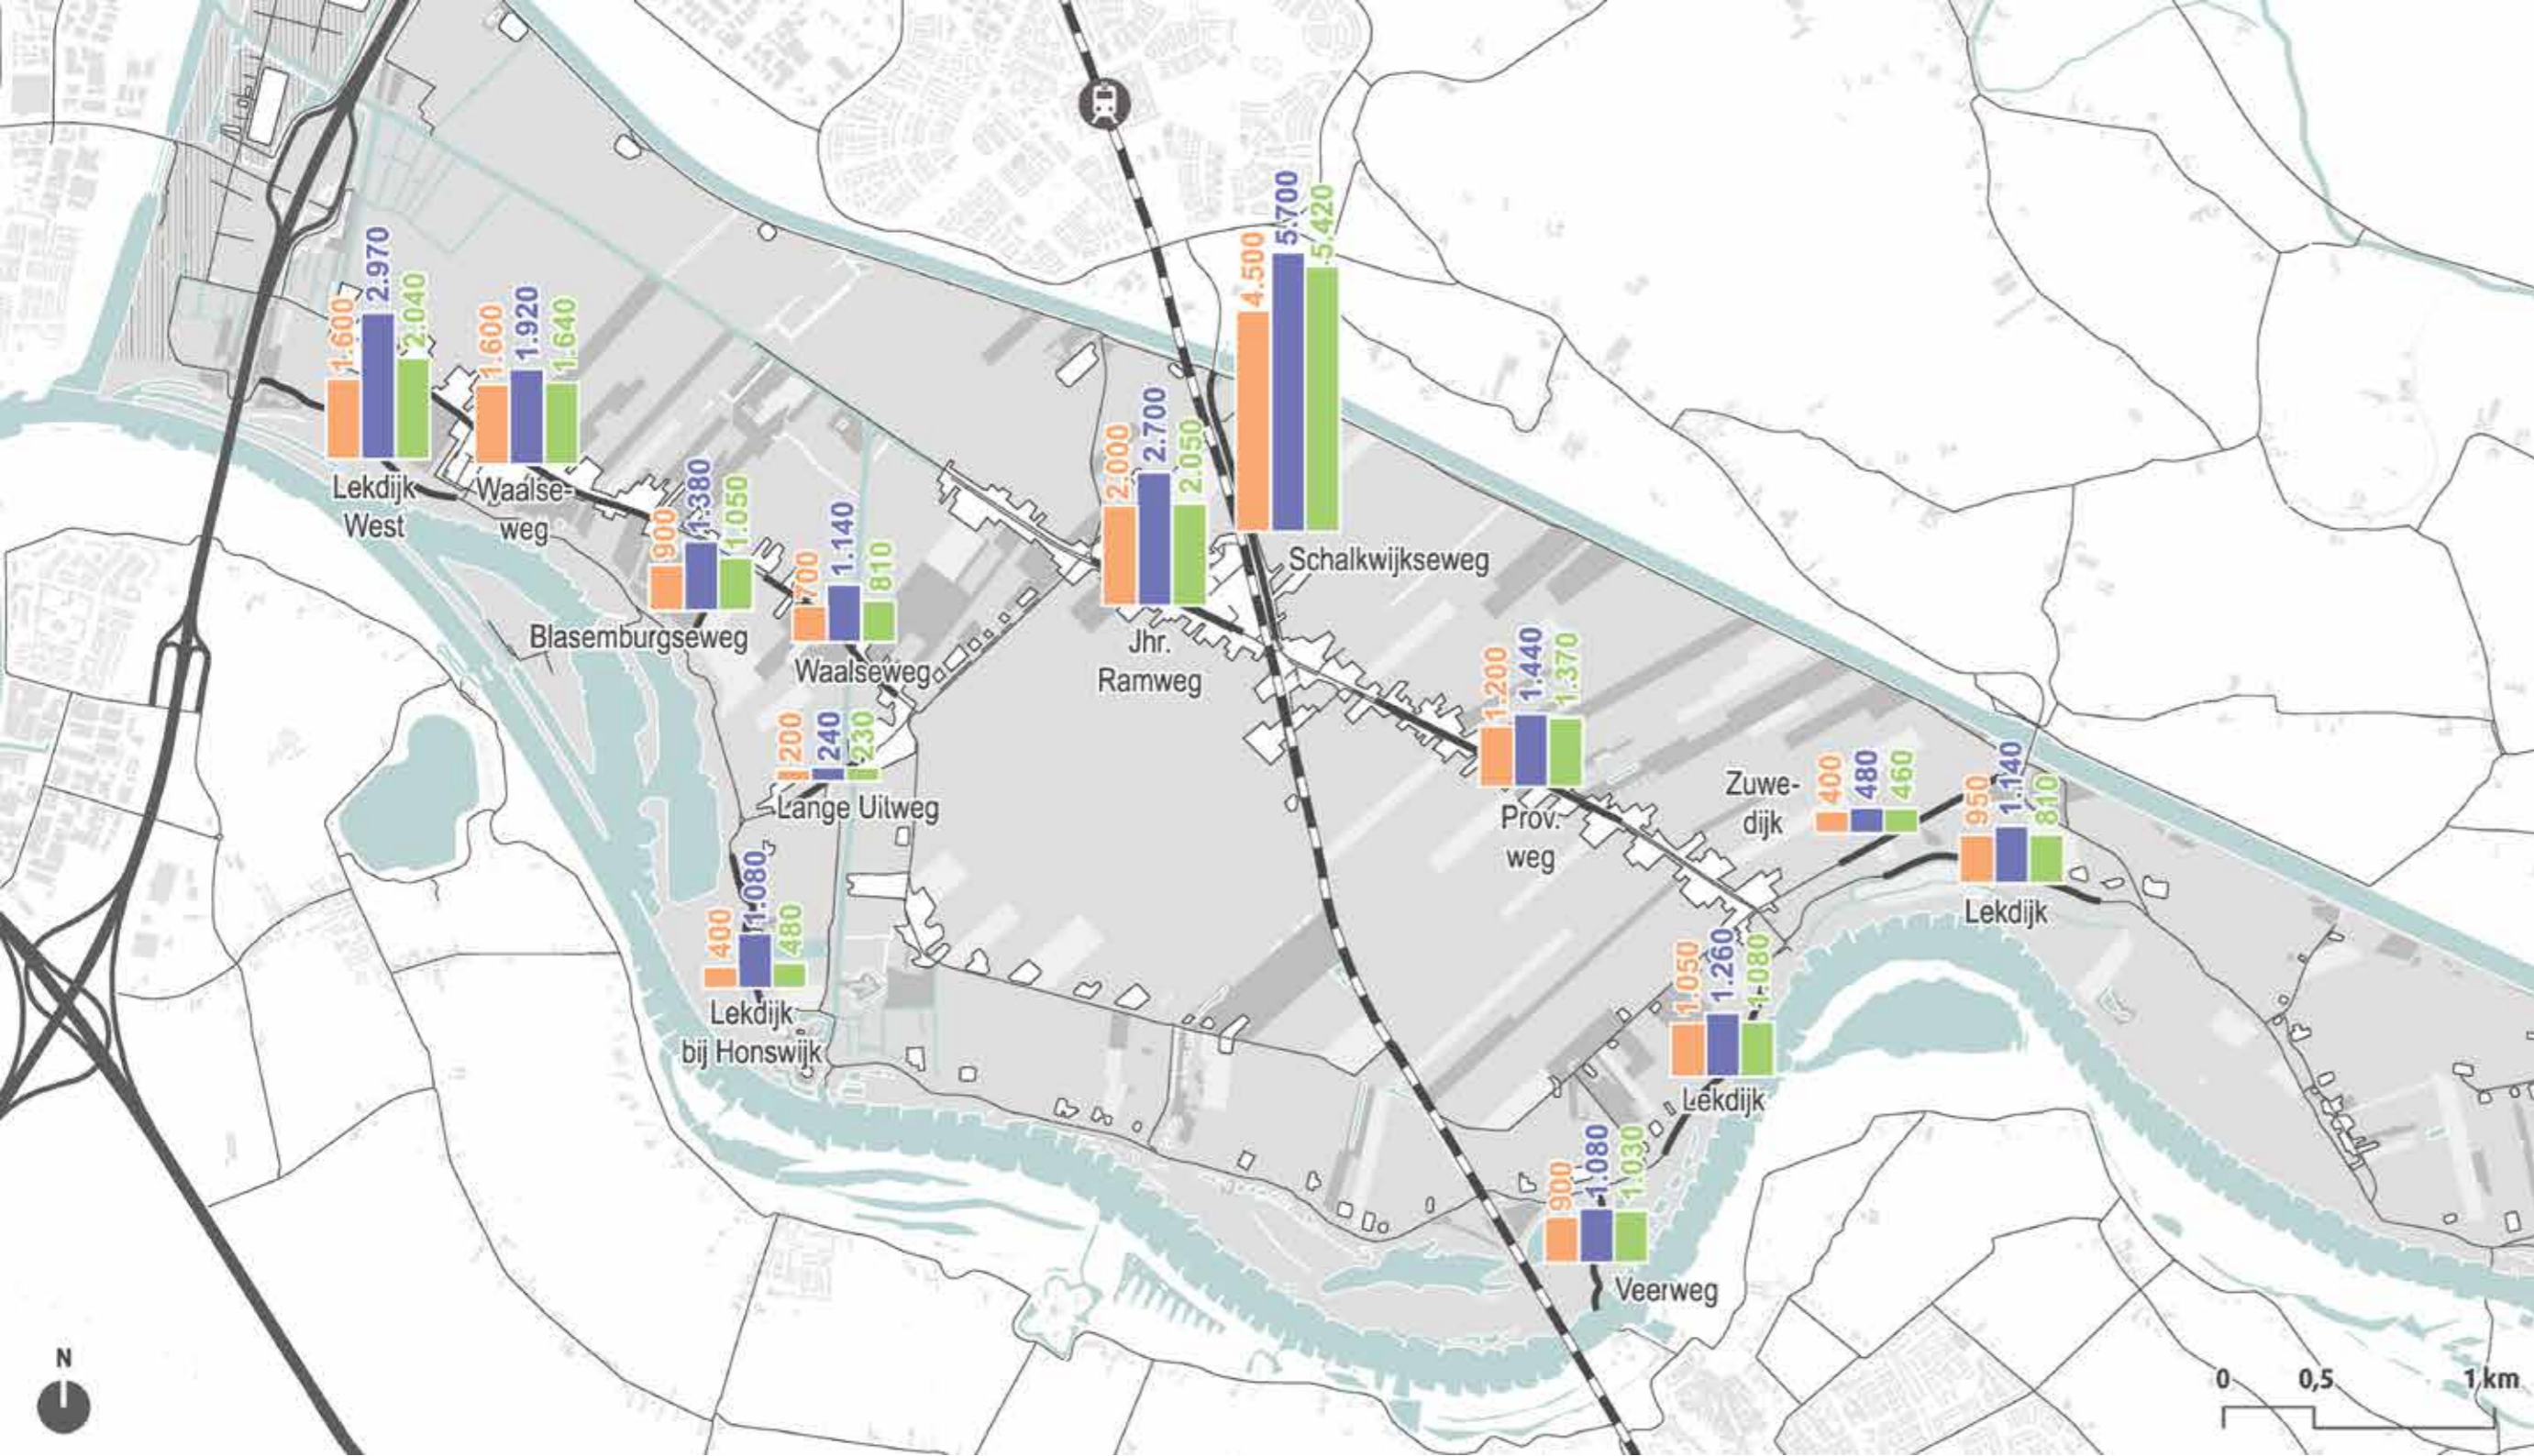 1.600
2.970
2.040
Lekdijk
West
1.600
1.920
1.640
Waalse-
weg
900
1.380
1.050
Blasemburgseweg
700
1.140
810
Waalseweg
200
240
230
Lange Uitweg
400
1.080
480
Lekdijk
bij Honswijk
2.000
2.700
2.050
Jhr.
Ramweg
4.500
5.700
5.420
Schalkwijkseweg
1.200
1.440
1.370
Prov.
weg
Zuwe-
dijk
400
480
460
950
1.140
810
Lekdijk
1.050
1.260
1.080
Lekdijk
900
1.080
1.030
Veerweg
N
0 0,5 1 km